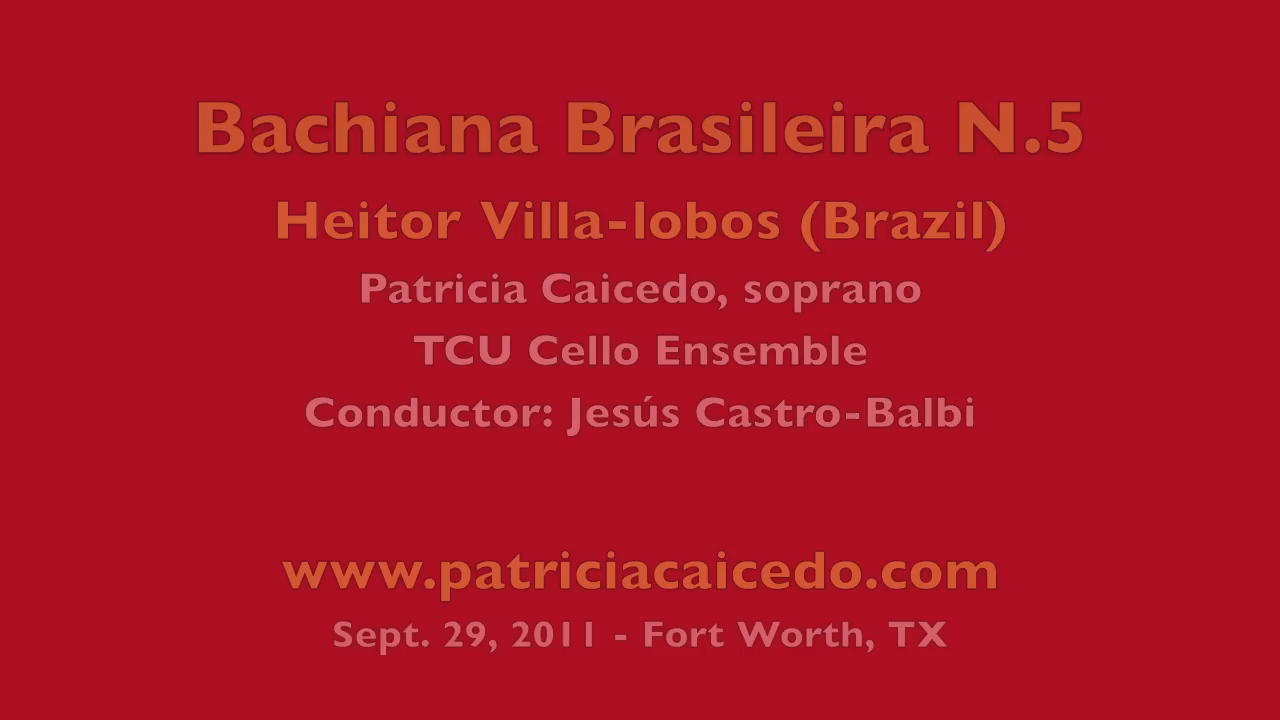 Bachiana Brasileira N.5
Heitor Villa-lobos (Brazil)
Patricia Caicedo, soprano
TCU Cello Ensemble
Conductor: Jesús Castro-Balbi
www.patriciacaicedo.com
Sept. 29, 2011 - Fort Worth, TX